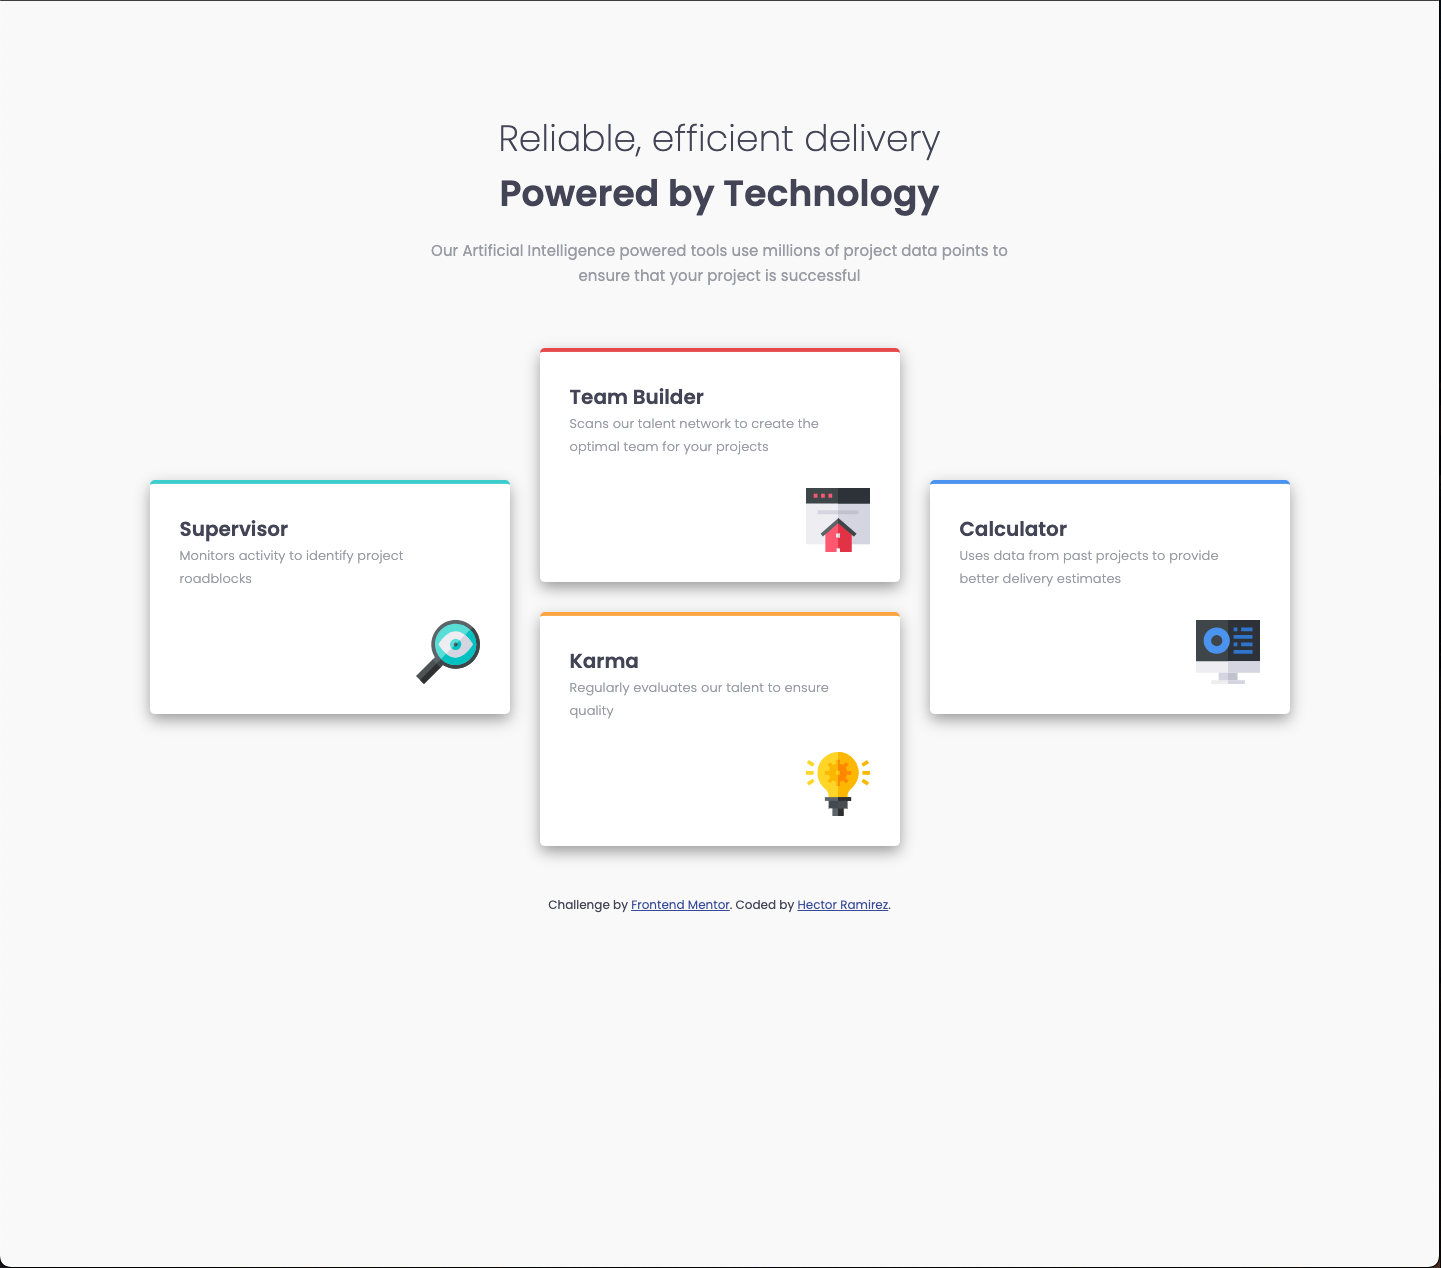 Reliable, efficient delivery
Powered by Technology
Our Artificial Intelligence powered tools use millions of project data points to
ensure that your project is successful
Supervisor
Monitors activity to identify project
roadblocks
Team Builder
Scans our talent network to create the
optimal team for your projects
Karma
Regularly evaluates our talent to ensure
quality
Calculator
Uses data from past projects to provide
better delivery estimates
Challenge by Frontend Mentor. Coded by Hector Ramirez.